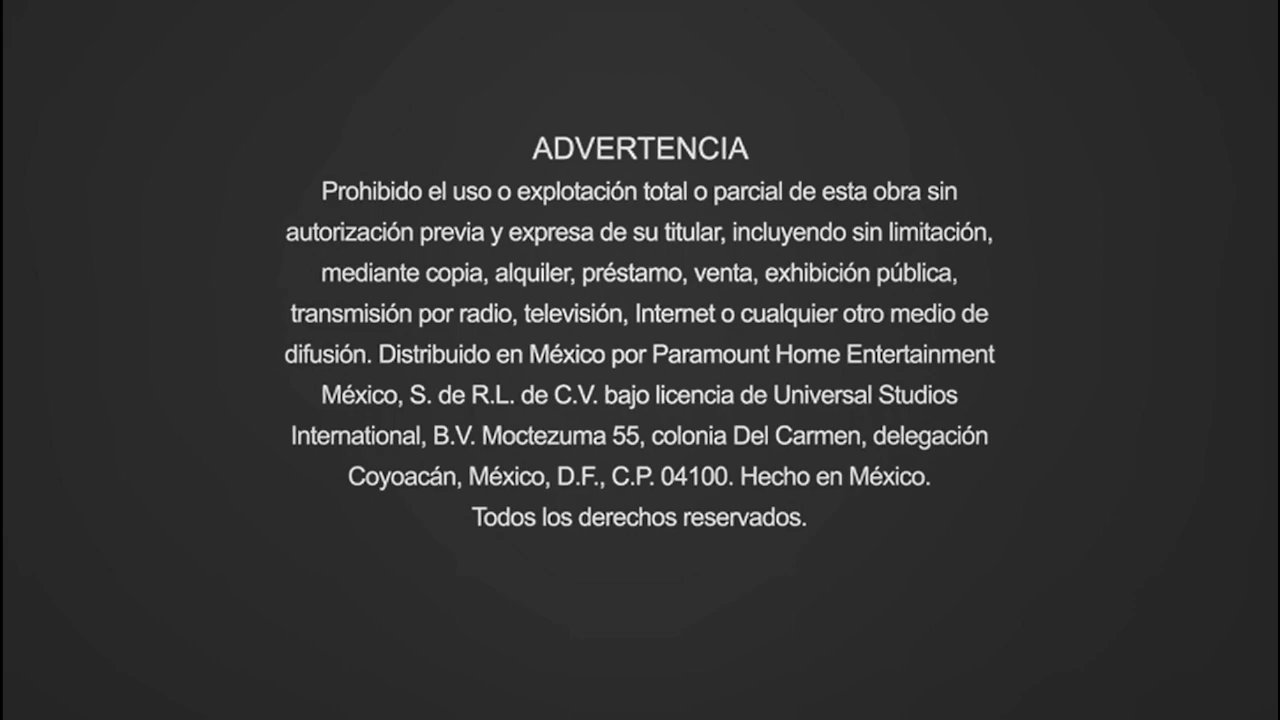 ADVERTENCIA
Prohibido el uso o explotación total o parcial de esta obra sin
autorización previa y expresa de su titular, incluyendo sin limitación,
mediante copia, alquiler, préstamo, venta, exhibición pública,
transmisión por radio, televisión, Internet o cualquier otro medio de
difusión. Distribuido en México por Paramount Home Entertainment
México, S. de R.L. de C.V. bajo licencia de Universal Studios
International, B.V. Moctezuma 55, colonia Del Carmen, delegación
Coyoacán, México, D.F., C.P. 04100. Hecho en México.
Todos los derechos reservados.